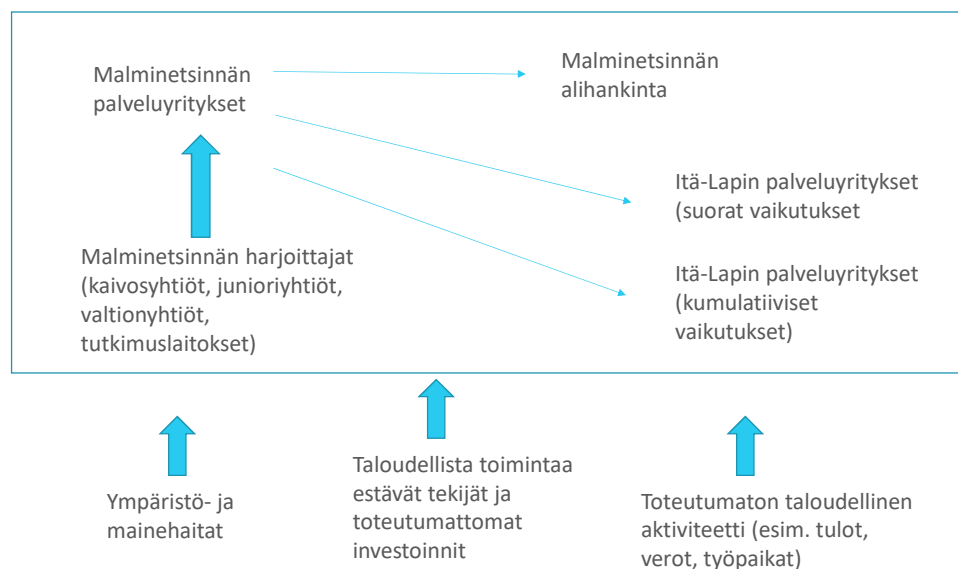 Malminetsinnän
palveluyritykset
Malminetsinnän
alihankinta
Itä-Lapin palveluyritykset
(suorat vaikutukset
Malminetsinnän harjoittajat
(kaivosyhtiöt, junioriyhtiöt,
valtionyhtiöt,
tutkimuslaitokset)
Itä-Lapin palveluyritykset
(kumulatiiviset
vaikutukset)
Ympäristö- ja
mainehaitat
Taloudellista toimintaa
estävät tekijät ja
toteutumattomat
investoinnit
Toteutumaton taloudellinen
aktiviteetti (esim. tulot,
verot, työpaikat)